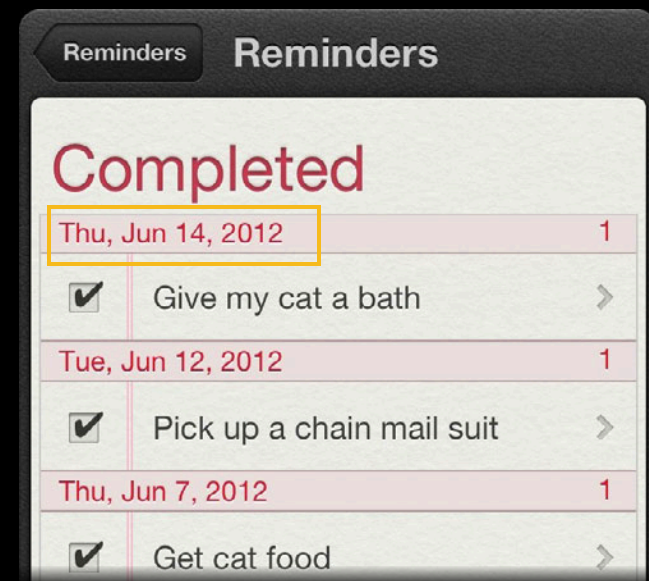 Reminders Reminders
Completed
Thu, Jun 14, 2012 1
Give my cat a bath
Tue, Jun 12, 2012 1
Pick up a chain mail suit
Thu, Jun 7, 2012 1
Get cat food